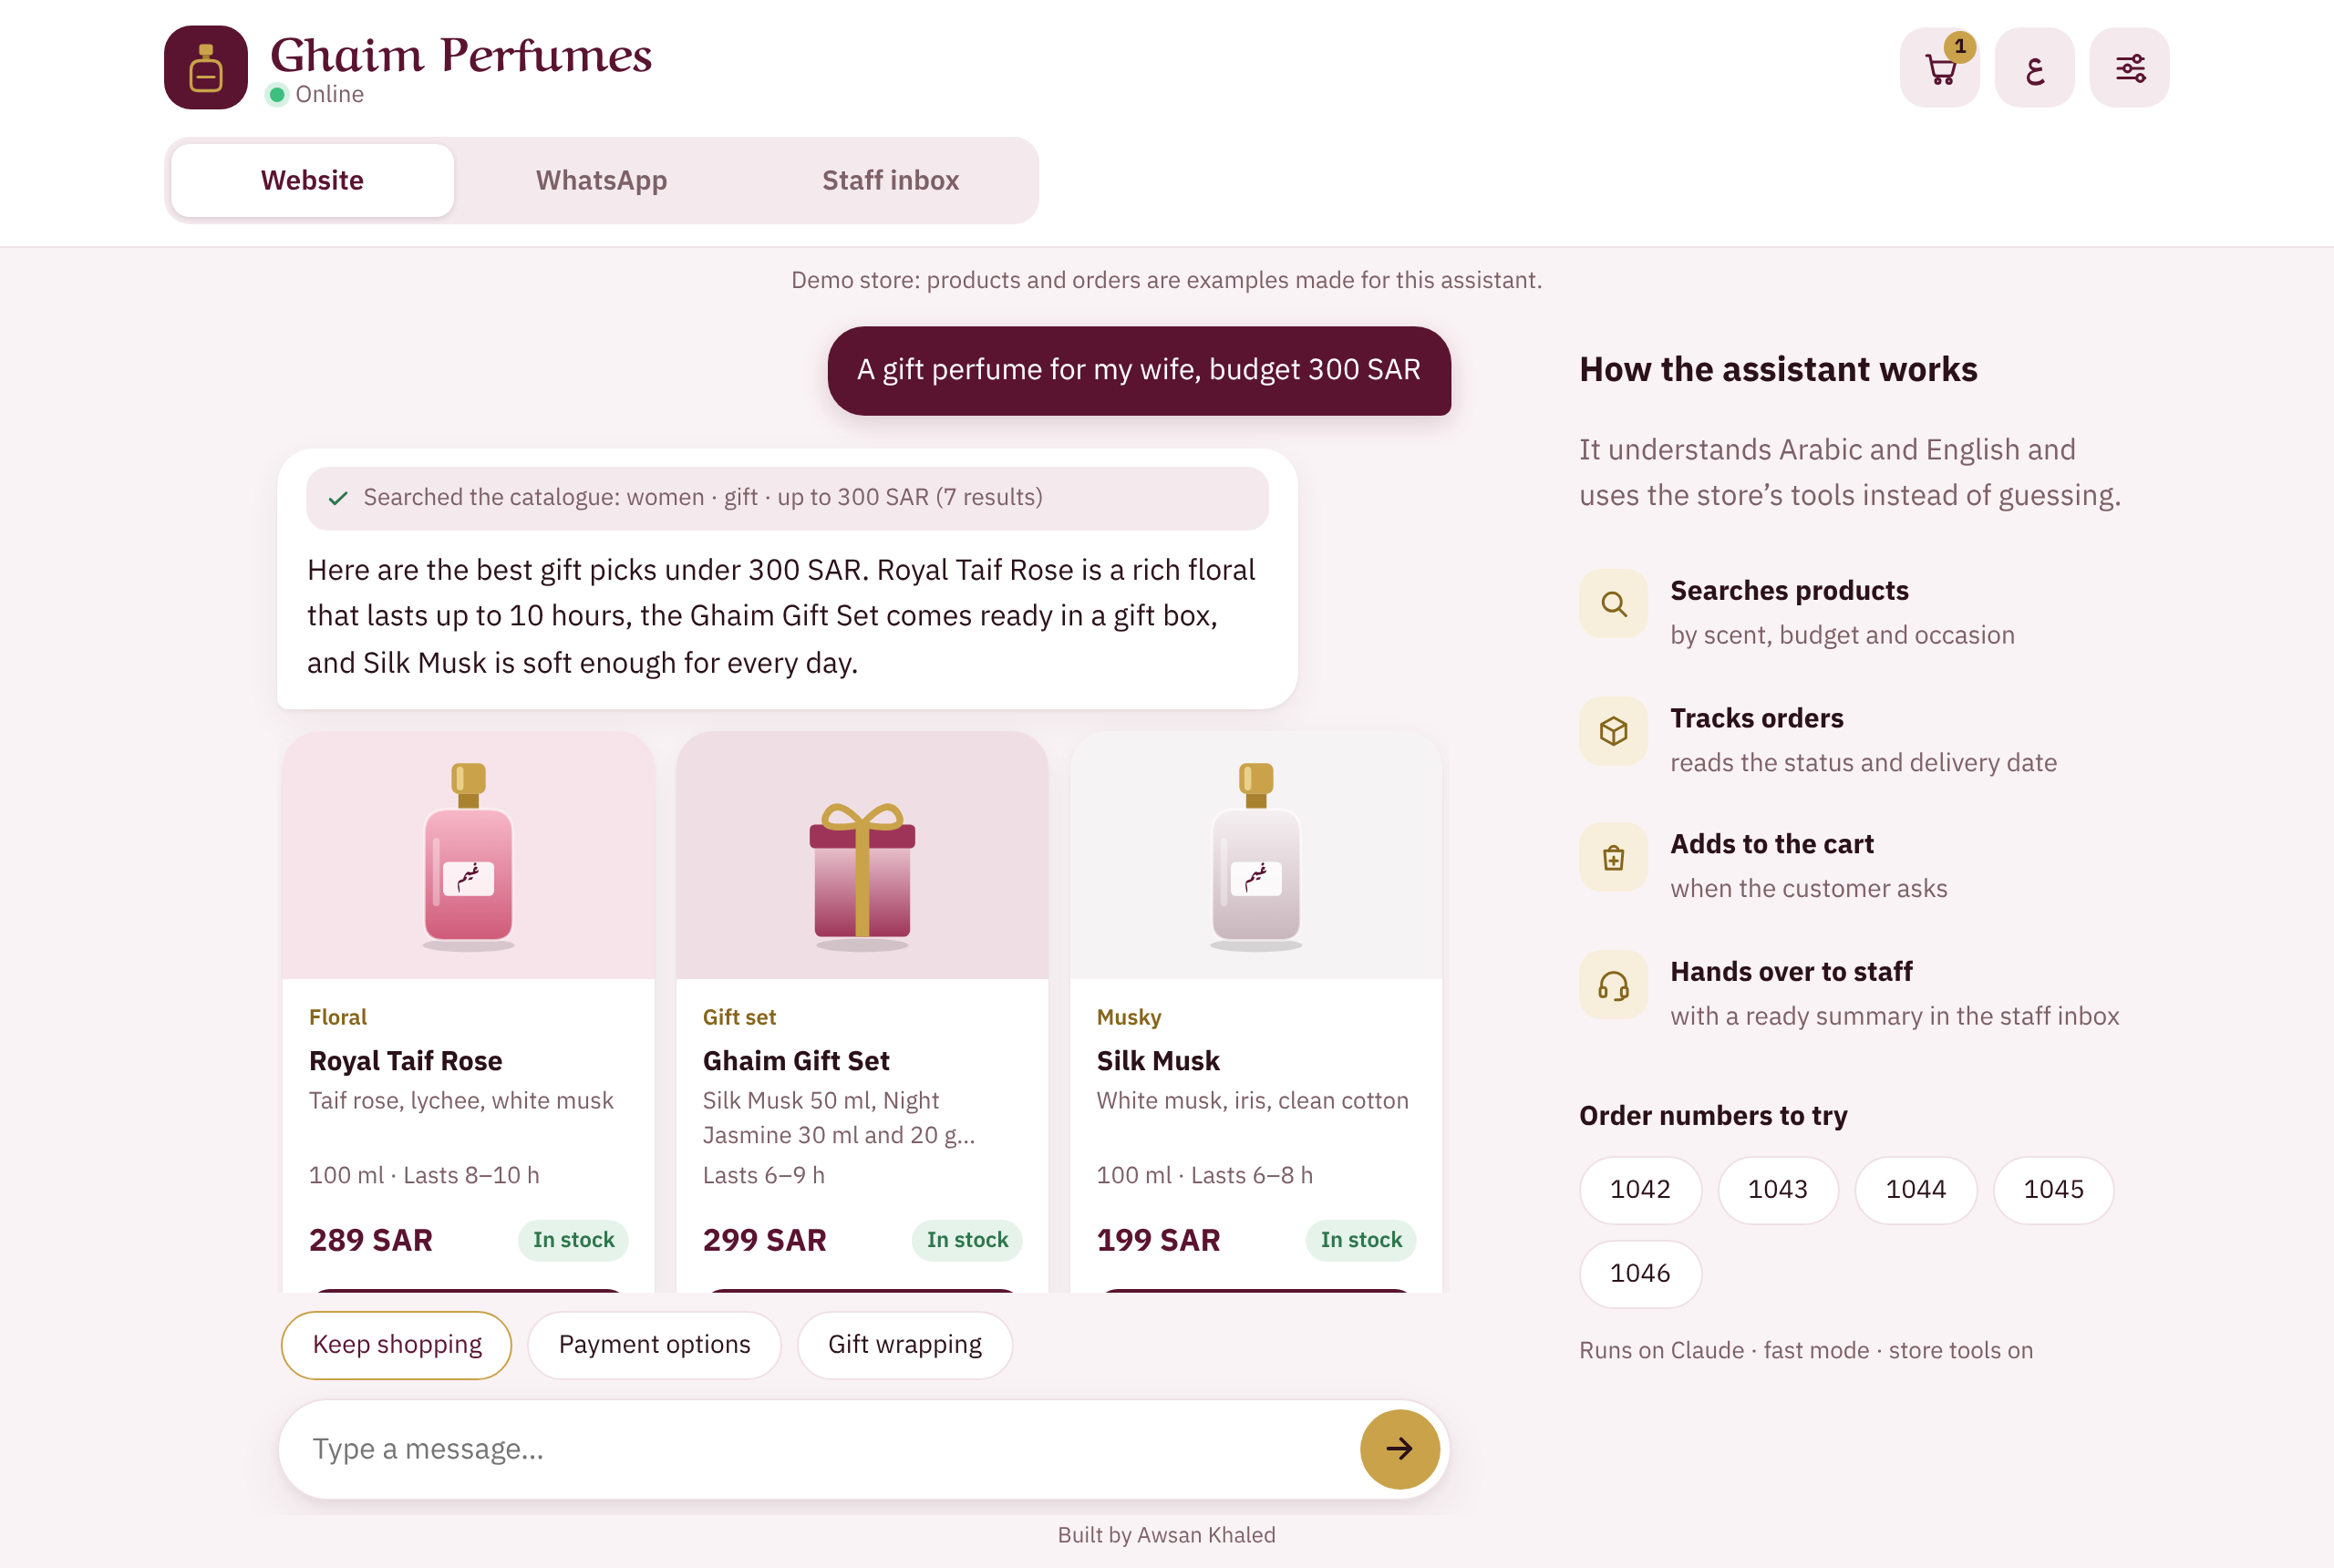 Ghaim Perfumes
Online
1
ع
Website
WhatsApp
Staff inbox
Demo store: products and orders are examples made for this assistant.
A gift perfume for my wife, budget 300 SAR
Searched the catalogue: women · gift · up to 300 SAR (7 results)
Here are the best gift picks under 300 SAR. Royal Taif Rose is a rich floral
that lasts up to 10 hours, the Ghaim Gift Set comes ready in a gift box,
and Silk Musk is soft enough for every day.
غيم
غيم
Floral
Royal Taif Rose
Taif rose, lychee, white musk
100 ml · Lasts 8–10 h
289 SAR
In stock
Gift set
Ghaim Gift Set
Silk Musk 50 ml, Night
Jasmine 30 ml and 20 g...
Lasts 6–9 h
299 SAR
In stock
Musky
Silk Musk
White musk, iris, clean cotton
100 ml · Lasts 6–8 h
199 SAR
In stock
Keep shopping
Payment options
Gift wrapping
Type a message...
How the assistant works
It understands Arabic and English and
uses the store’s tools instead of guessing.
Searches products
by scent, budget and occasion
Tracks orders
reads the status and delivery date
Adds to the cart
when the customer asks
Hands over to staff
with a ready summary in the staff inbox
Order numbers to try
1042
1043
1044
1045
1046
Runs on Claude · fast mode · store tools on
Built by Awsan Khaled